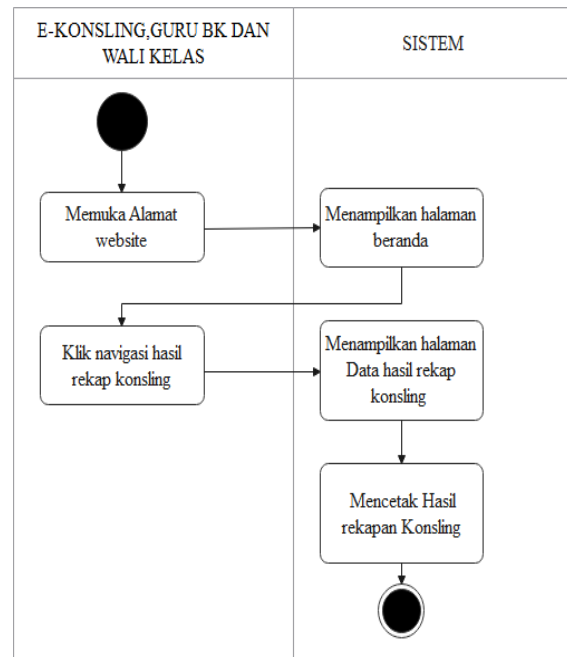 E-KONSLING,GURU BK DAN
WALI KELAS
SISTEM
Memuka Alamat
website
Menampilkan halaman
beranda
Klik navigasi hasil
rekap konsling
Menampilkan halaman
Data hasil rekap
konsling
Mencetak Hasil
rekapan Konsling